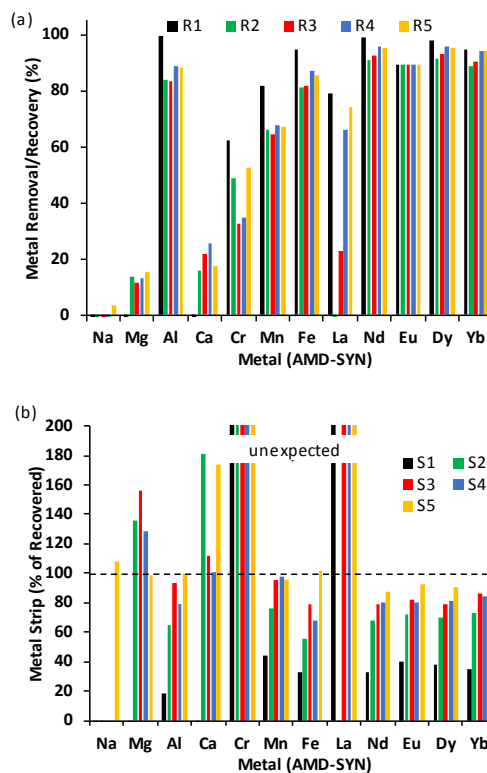 (a)
R1 R2 R3 R4 R5
Metal Removal/Recovery (%)
100
80
60
40
20
0
Na Mg Al Ca Cr Mn Fe La Nd Eu Dy Yb
Metal (AMD-SYN)
(b)
Metal Strip (% of Recovered)
200
180
160
140
120
100
80
60
40
20
0
unexpected
S1 S2
S3 S4
S5
Na Mg Al Ca Cr Mn Fe La Nd Eu Dy Yb
Metal (AMD-SYN)